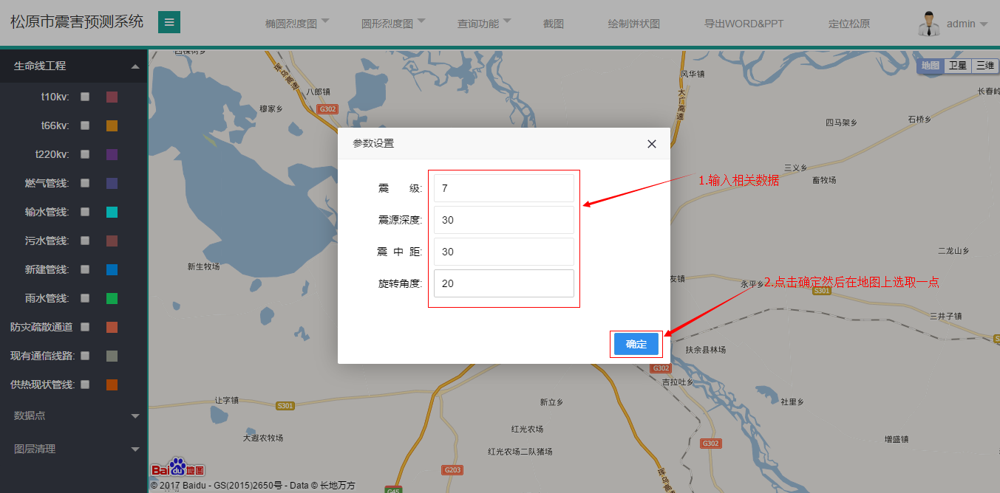 松原市震害预测系统
椭圆烈度图 圆形烈度图 查询功能 截图 绘制饼状图 导出WORD&PPT 定位松原 admin
生命线工程
t10kv:
t66kv:
t220kv:
燃气管线:
输水管线:
污水管线:
新建管线:
雨水管线:
防灾疏散通道
现有通信线路:
供热现状管线:
数据点
图层清理
地图 卫星 三维
珲乌高速
八郎镇
穆家乡
G302
风华镇
大广高速
长春岭
四马架乡
石桥乡
三义乡
畜牧场
参数设置
震 级: 7
震源深度: 30
震 中 距: 30
旋转角度: 20
确定
1.输入相关数据
2.点击确定然后在地图上选取一点
新生牧场
二龙山乡
友镇
永平乡
S301
三井子镇
扶余县林场
G302
吉拉吐乡
社里乡
让字镇
S301
新立乡
大遐农牧场
红光农场
红光农场二队猪场
G302
增盛镇
G203
G45
珲乌高速
Bai du 地图
© 2017 Baidu - GS(2015)2650号 - Data © 长地万方